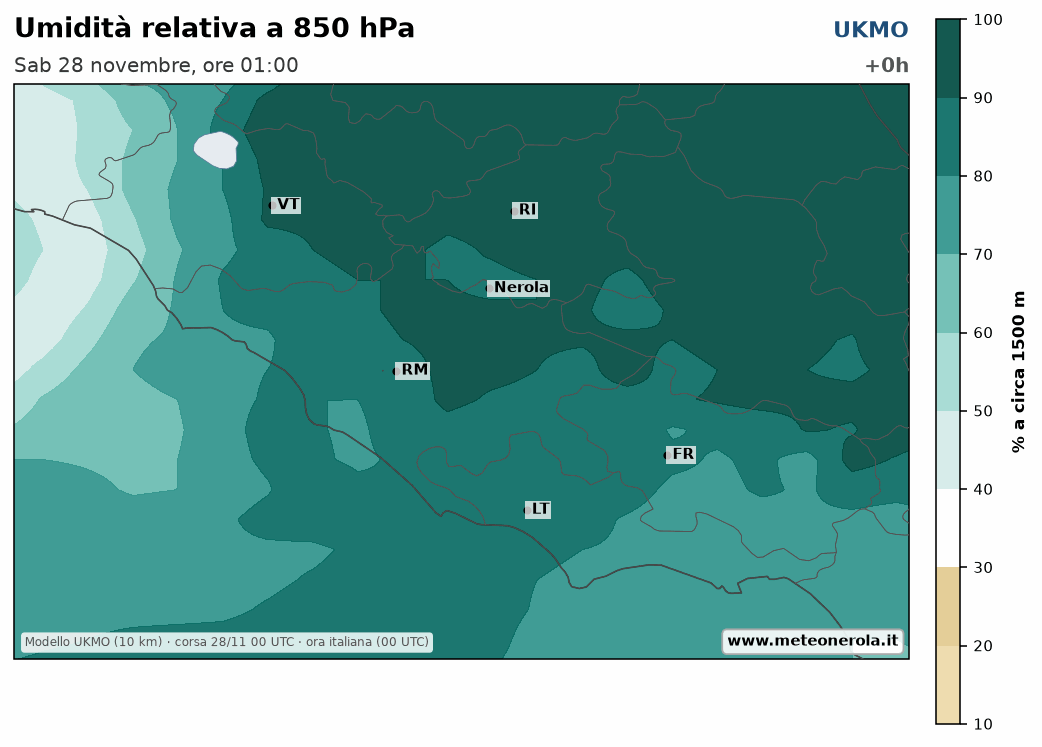 Umidità relativa a 850 hPa
UKMO
Sab 28 novembre, ore 01:00
+0h
100
90
80
70
60
50
40
30
20
10
% a circa 1500 m
VT
RI
Nerola
RM
FR
LT
Modello UKMO (10 km) · corsa 28/11 00 UTC · ora italiana (00 UTC)
www.meteonerola.it